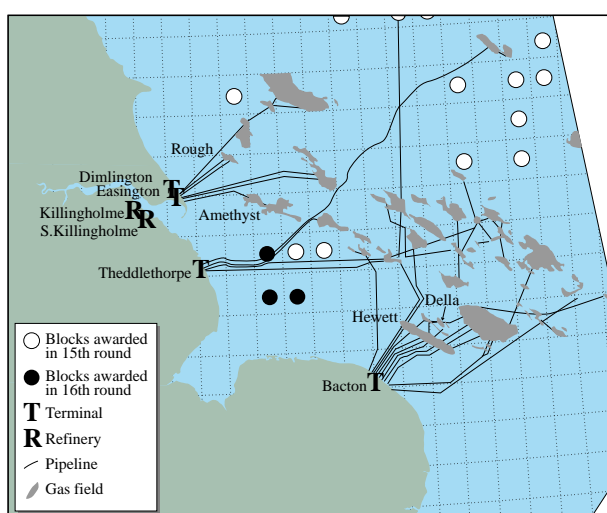 Rough
Dimlington
Easington
T
T
Killingholme
R
R
S.Killingholme
Amethyst
Theddlethorpe
T
Della
Hewett
Bacton
T
Blocks awarded
in 15th round
Blocks awarded
in 16th round
T Terminal
R Refinery
Pipeline
Gas field